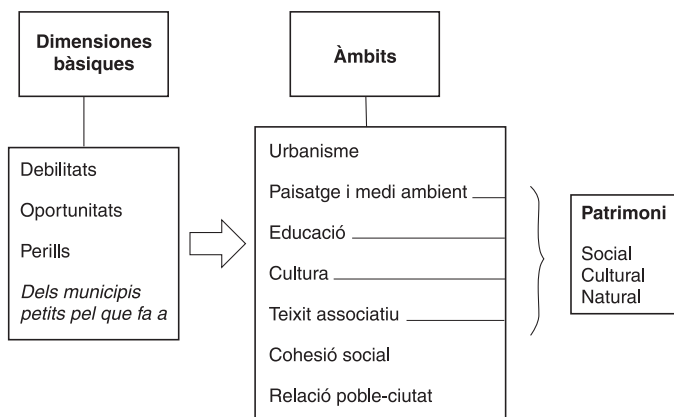 Dimensiones
bàsiques
Àmbits
Debilitats
Oportunitats
Perills
Dels municipis
petits pel que fa a
Urbanisme
Paisatge i medi ambient
Educació
Cultura
Teixit associatiu
Cohesió social
Relació poble-ciutat
Patrimoni
Social
Cultural
Natural